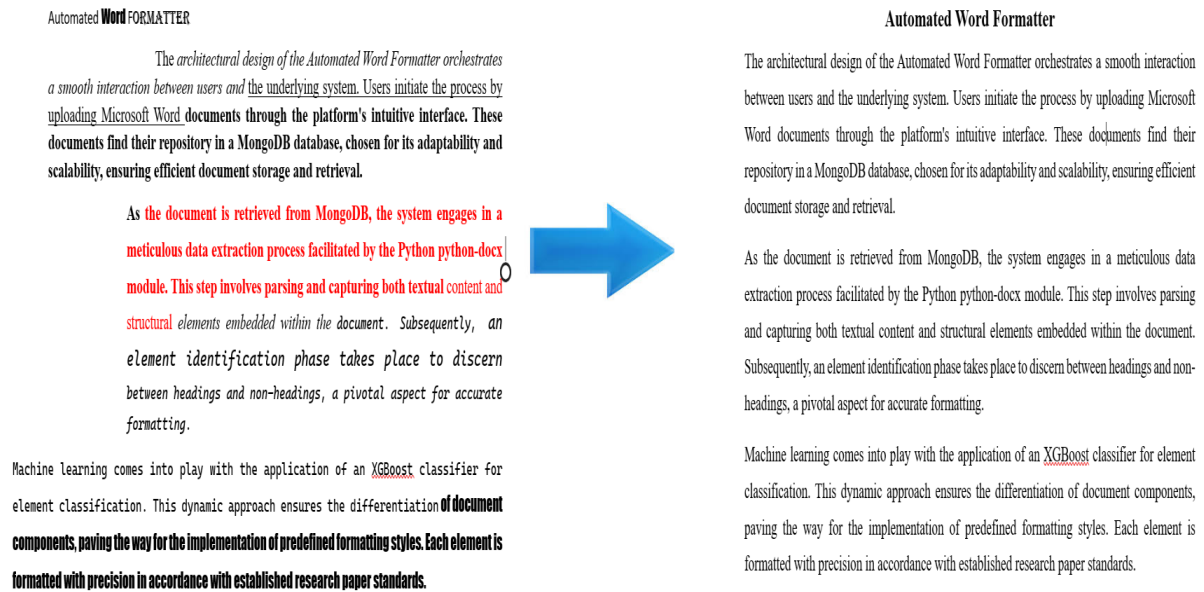 Automated Word FORMATTER
The architectural design of the Automated Word Formatter orchestrates
a smooth interaction between users and the underlying system. Users initiate the process by
uploading Microsoft Word documents through the platform's intuitive interface. These
documents find their repository in a MongoDB database, chosen for its adaptability and
scalability, ensuring efficient document storage and retrieval.
As the document is retrieved from MongoDB, the system engages in a
meticulous data extraction process facilitated by the Python python-docx
module. This step involves parsing and capturing both textual content and
structural elements embedded within the document. Subsequently, an
element identification phase takes place to discern
between headings and non-headings, a pivotal aspect for accurate
formatting.
Machine learning comes into play with the application of an XGBoost classifier for
element classification. This dynamic approach ensures the differentiation of document
components, paving the way for the implementation of predefined formatting styles. Each element is
formatted with precision in accordance with established research paper standards.
Automated Word Formatter
The architectural design of the Automated Word Formatter orchestrates a smooth interaction
between users and the underlying system. Users initiate the process by uploading Microsoft
Word documents through the platform's intuitive interface. These documents find their
repository in a MongoDB database, chosen for its adaptability and scalability, ensuring efficient
document storage and retrieval.
As the document is retrieved from MongoDB, the system engages in a meticulous data
extraction process facilitated by the Python python-docx module. This step involves parsing
and capturing both textual content and structural elements embedded within the document.
Subsequently, an element identification phase takes place to discern between headings and non-
headings, a pivotal aspect for accurate formatting.
Machine learning comes into play with the application of an XGBoost classifier for element
classification. This dynamic approach ensures the differentiation of document components,
paving the way for the implementation of predefined formatting styles. Each element is
formatted with precision in accordance with established research paper standards.